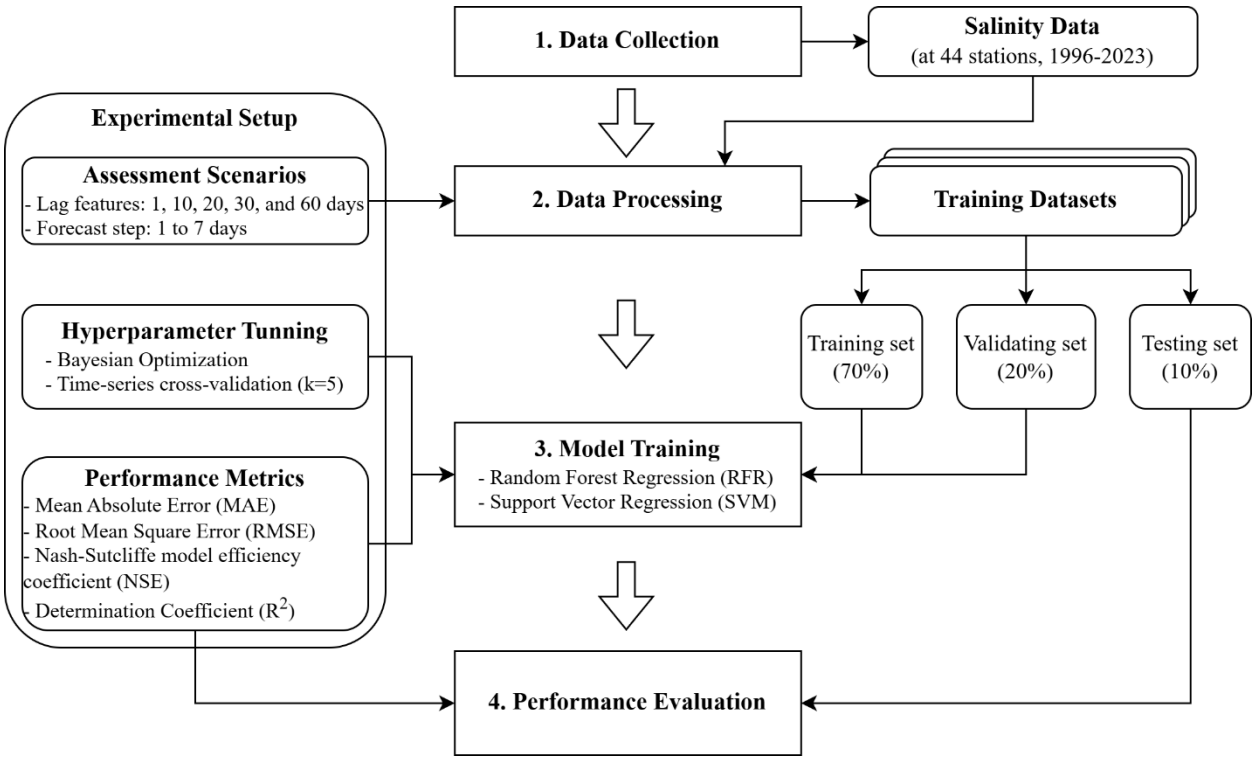 1. Data Collection
Salinity Data
(at 44 stations, 1996-2023)
Experimental Setup
Assessment Scenarios
- Lag features: 1, 10, 20, 30, and 60 days
- Forecast step: 1 to 7 days
2. Data Processing
Training Datasets
Hyperparameter Tunning
- Bayesian Optimization
- Time-series cross-validation (k=5)
Training set
(70%)
Validating set
(20%)
Testing set
(10%)
Performance Metrics
- Mean Absolute Error (MAE)
- Root Mean Square Error (RMSE)
- Nash-Sutcliffe model efficiency
coefficient (NSE)
- Determination Coefficient (R²)
3. Model Training
- Random Forest Regression (RFR)
- Support Vector Regression (SVM)
4. Performance Evaluation